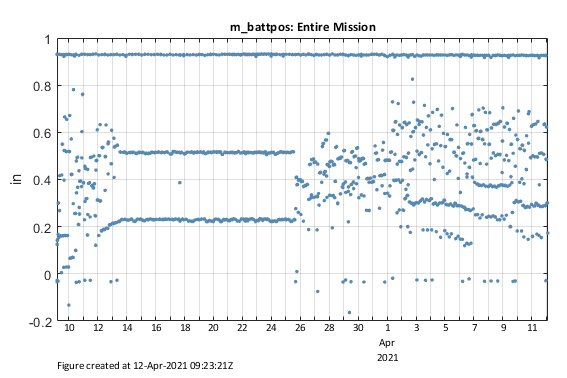 m_battpos: Entire Mission
1
0.8
0.6
0.4
0.2
0
-0.2
in
10 12 14 16 18 20 22 24 26 28 30 1 3 5 7 9 11
Apr
2021
Figure created at 12-Apr-2021 09:23:21Z